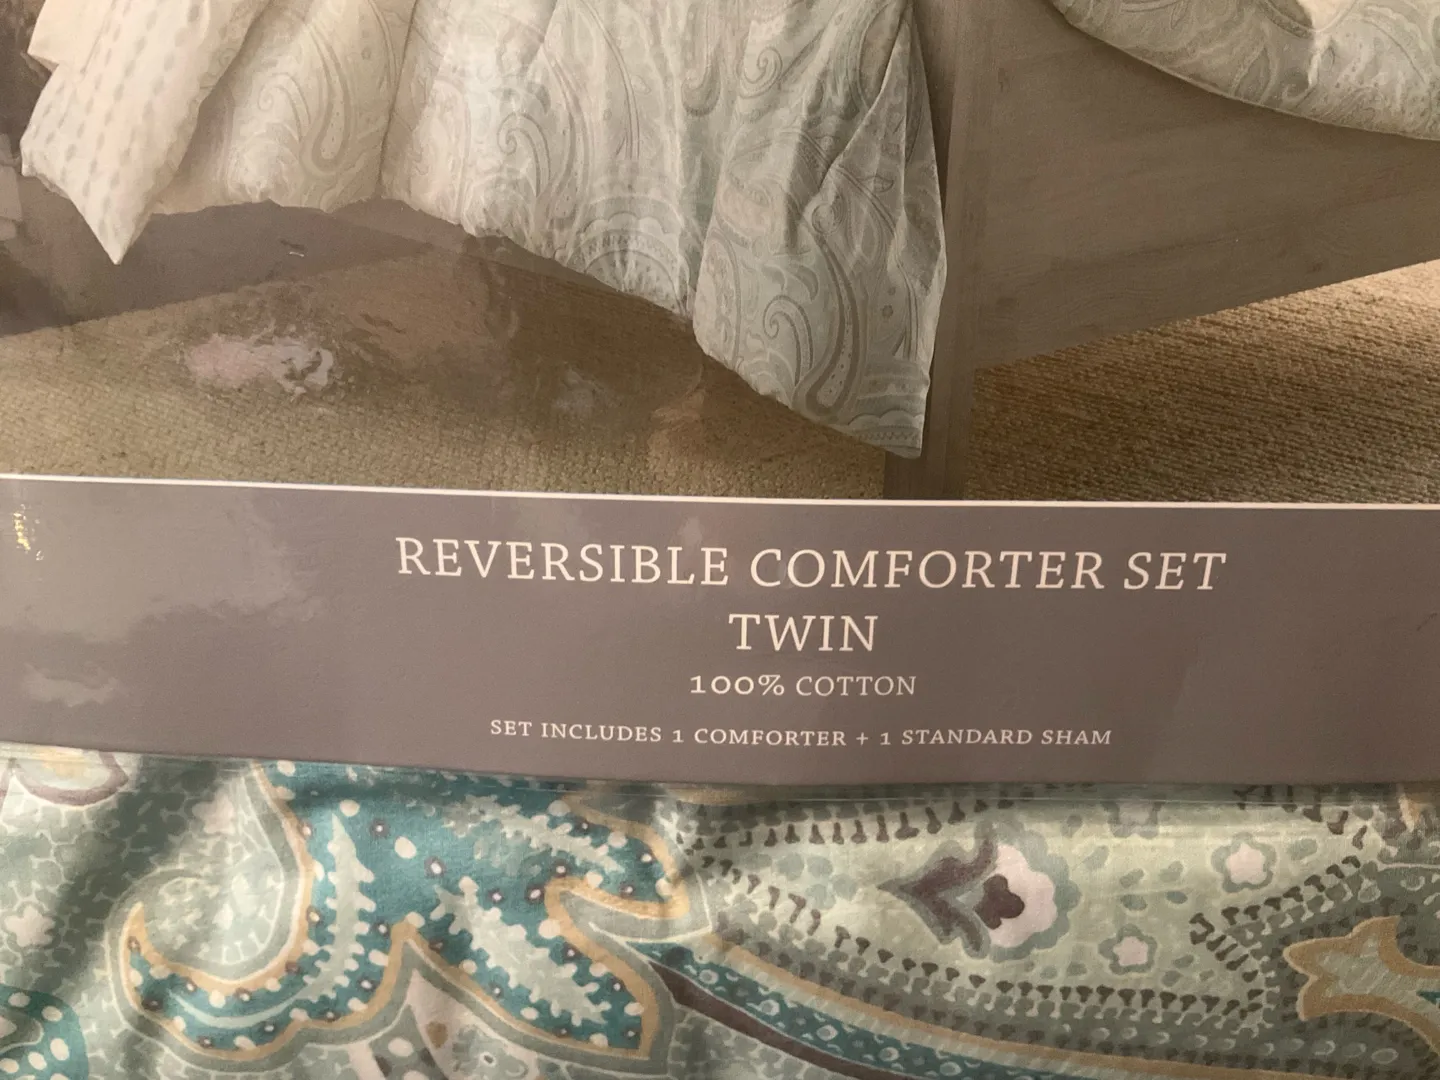 REVERSIBLE COMFORTER SET
TWIN
100% COTTON
SET INCLUDES 1 COMFORTER + 1 STANDARD SHAM